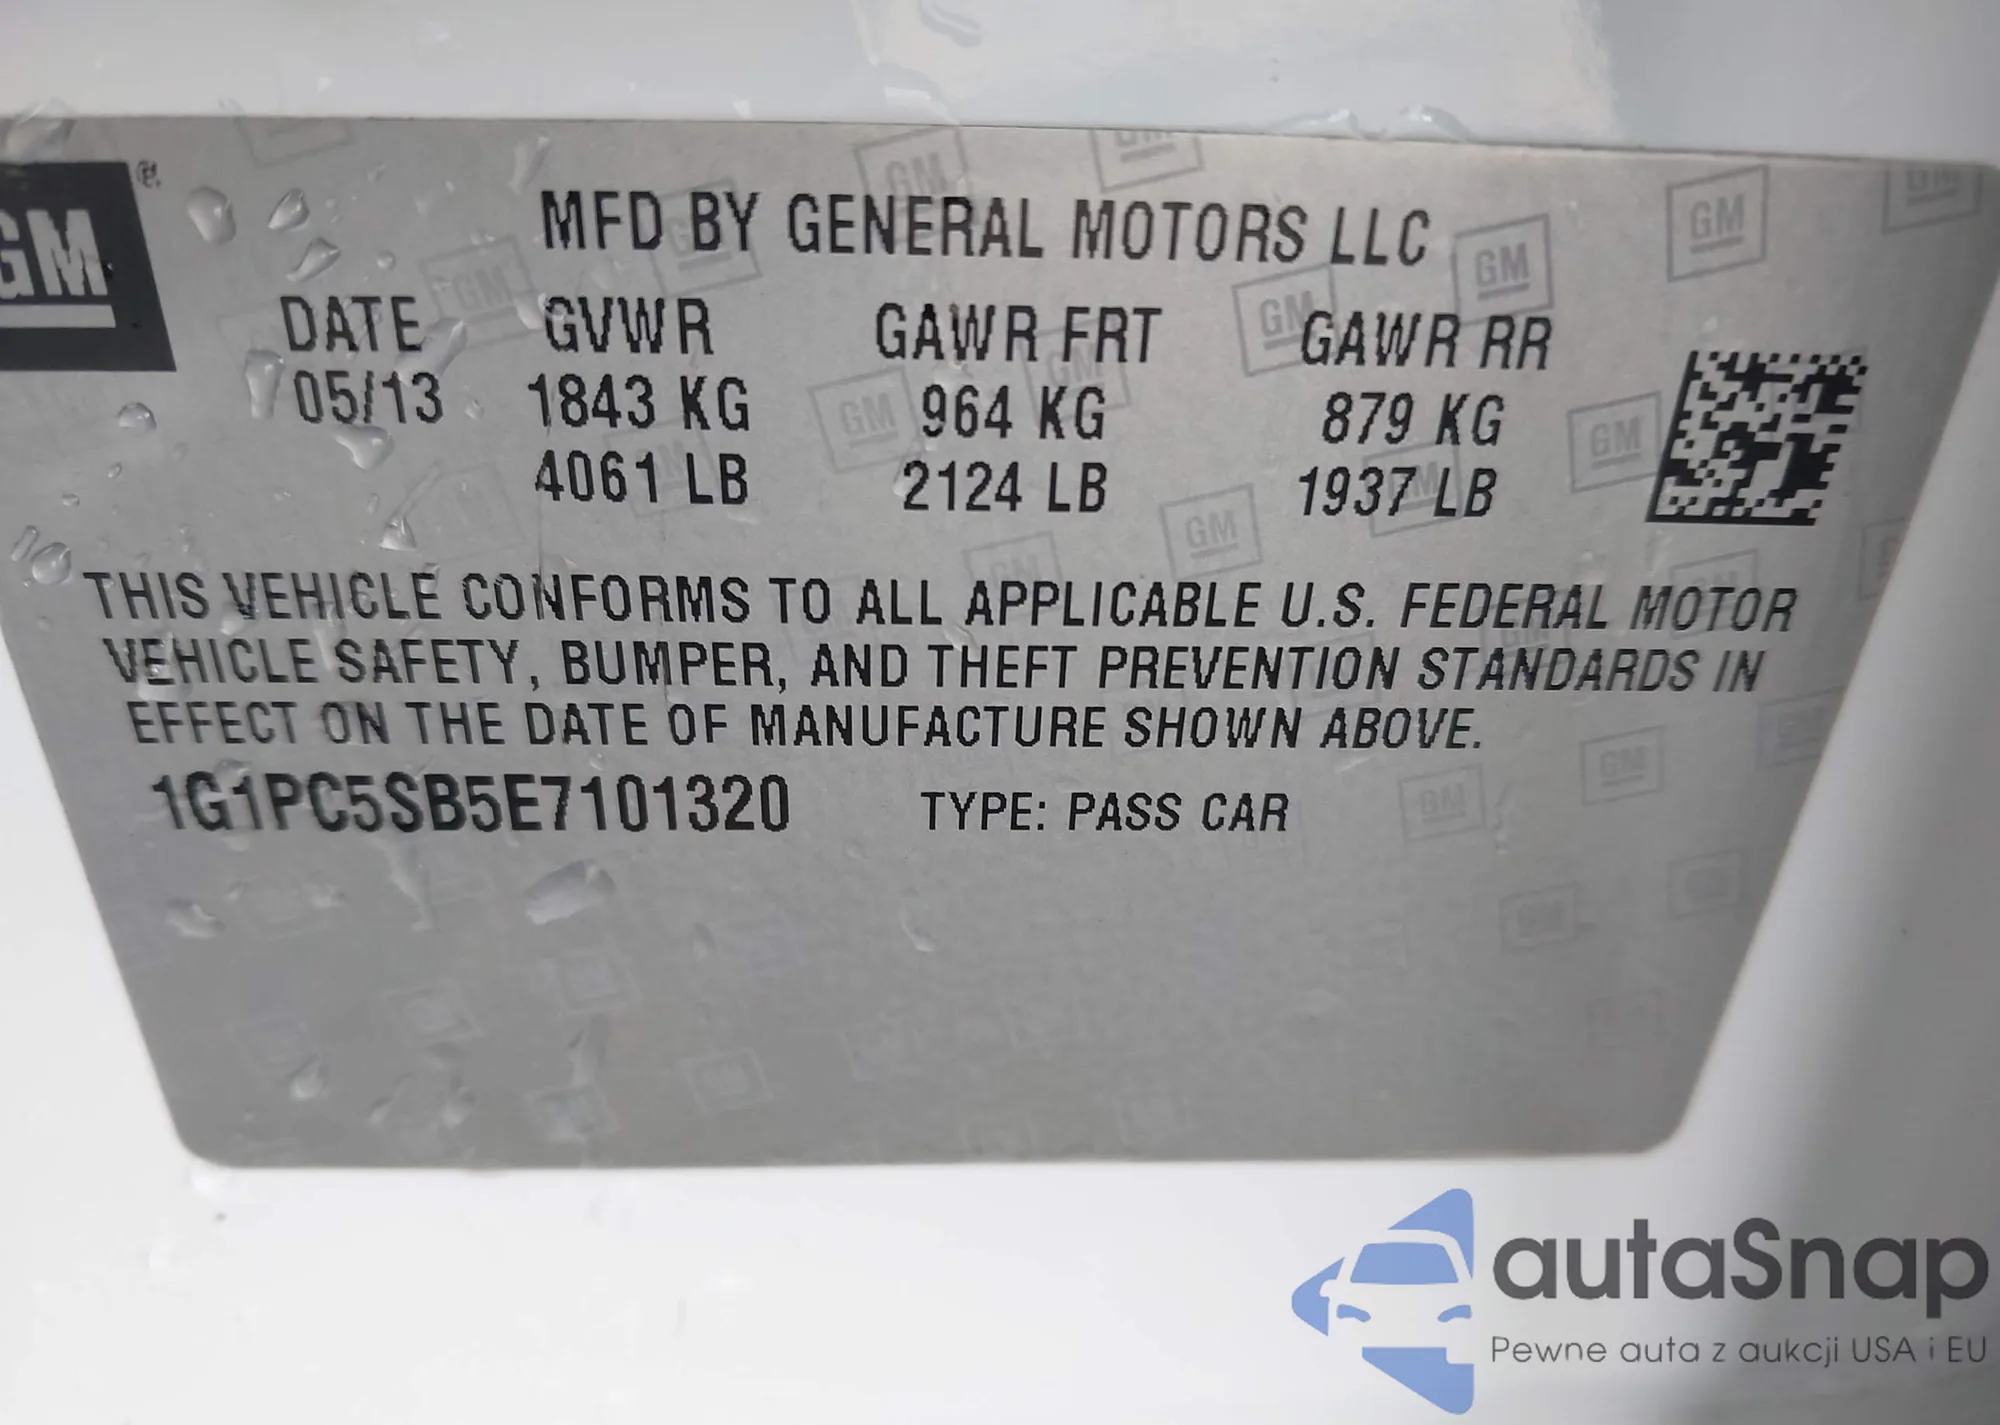 GM
MFD BY GENERAL MOTORS LLC
DATE GVWR GAWR FRT GAWR RR
05/13 1843 KG 964 KG 879 KG
4061 LB 2124 LB 1937 LB
THIS VEHICLE CONFORMS TO ALL APPLICABLE U.S. FEDERAL MOTOR
VEHICLE SAFETY, BUMPER, AND THEFT PREVENTION STANDARDS IN
EFFECT ON THE DATE OF MANUFACTURE SHOWN ABOVE.
1G1PC5SB5E7101320 TYPE: PASS CAR
autaSnap
Pewne auta z aukcji USA i EU